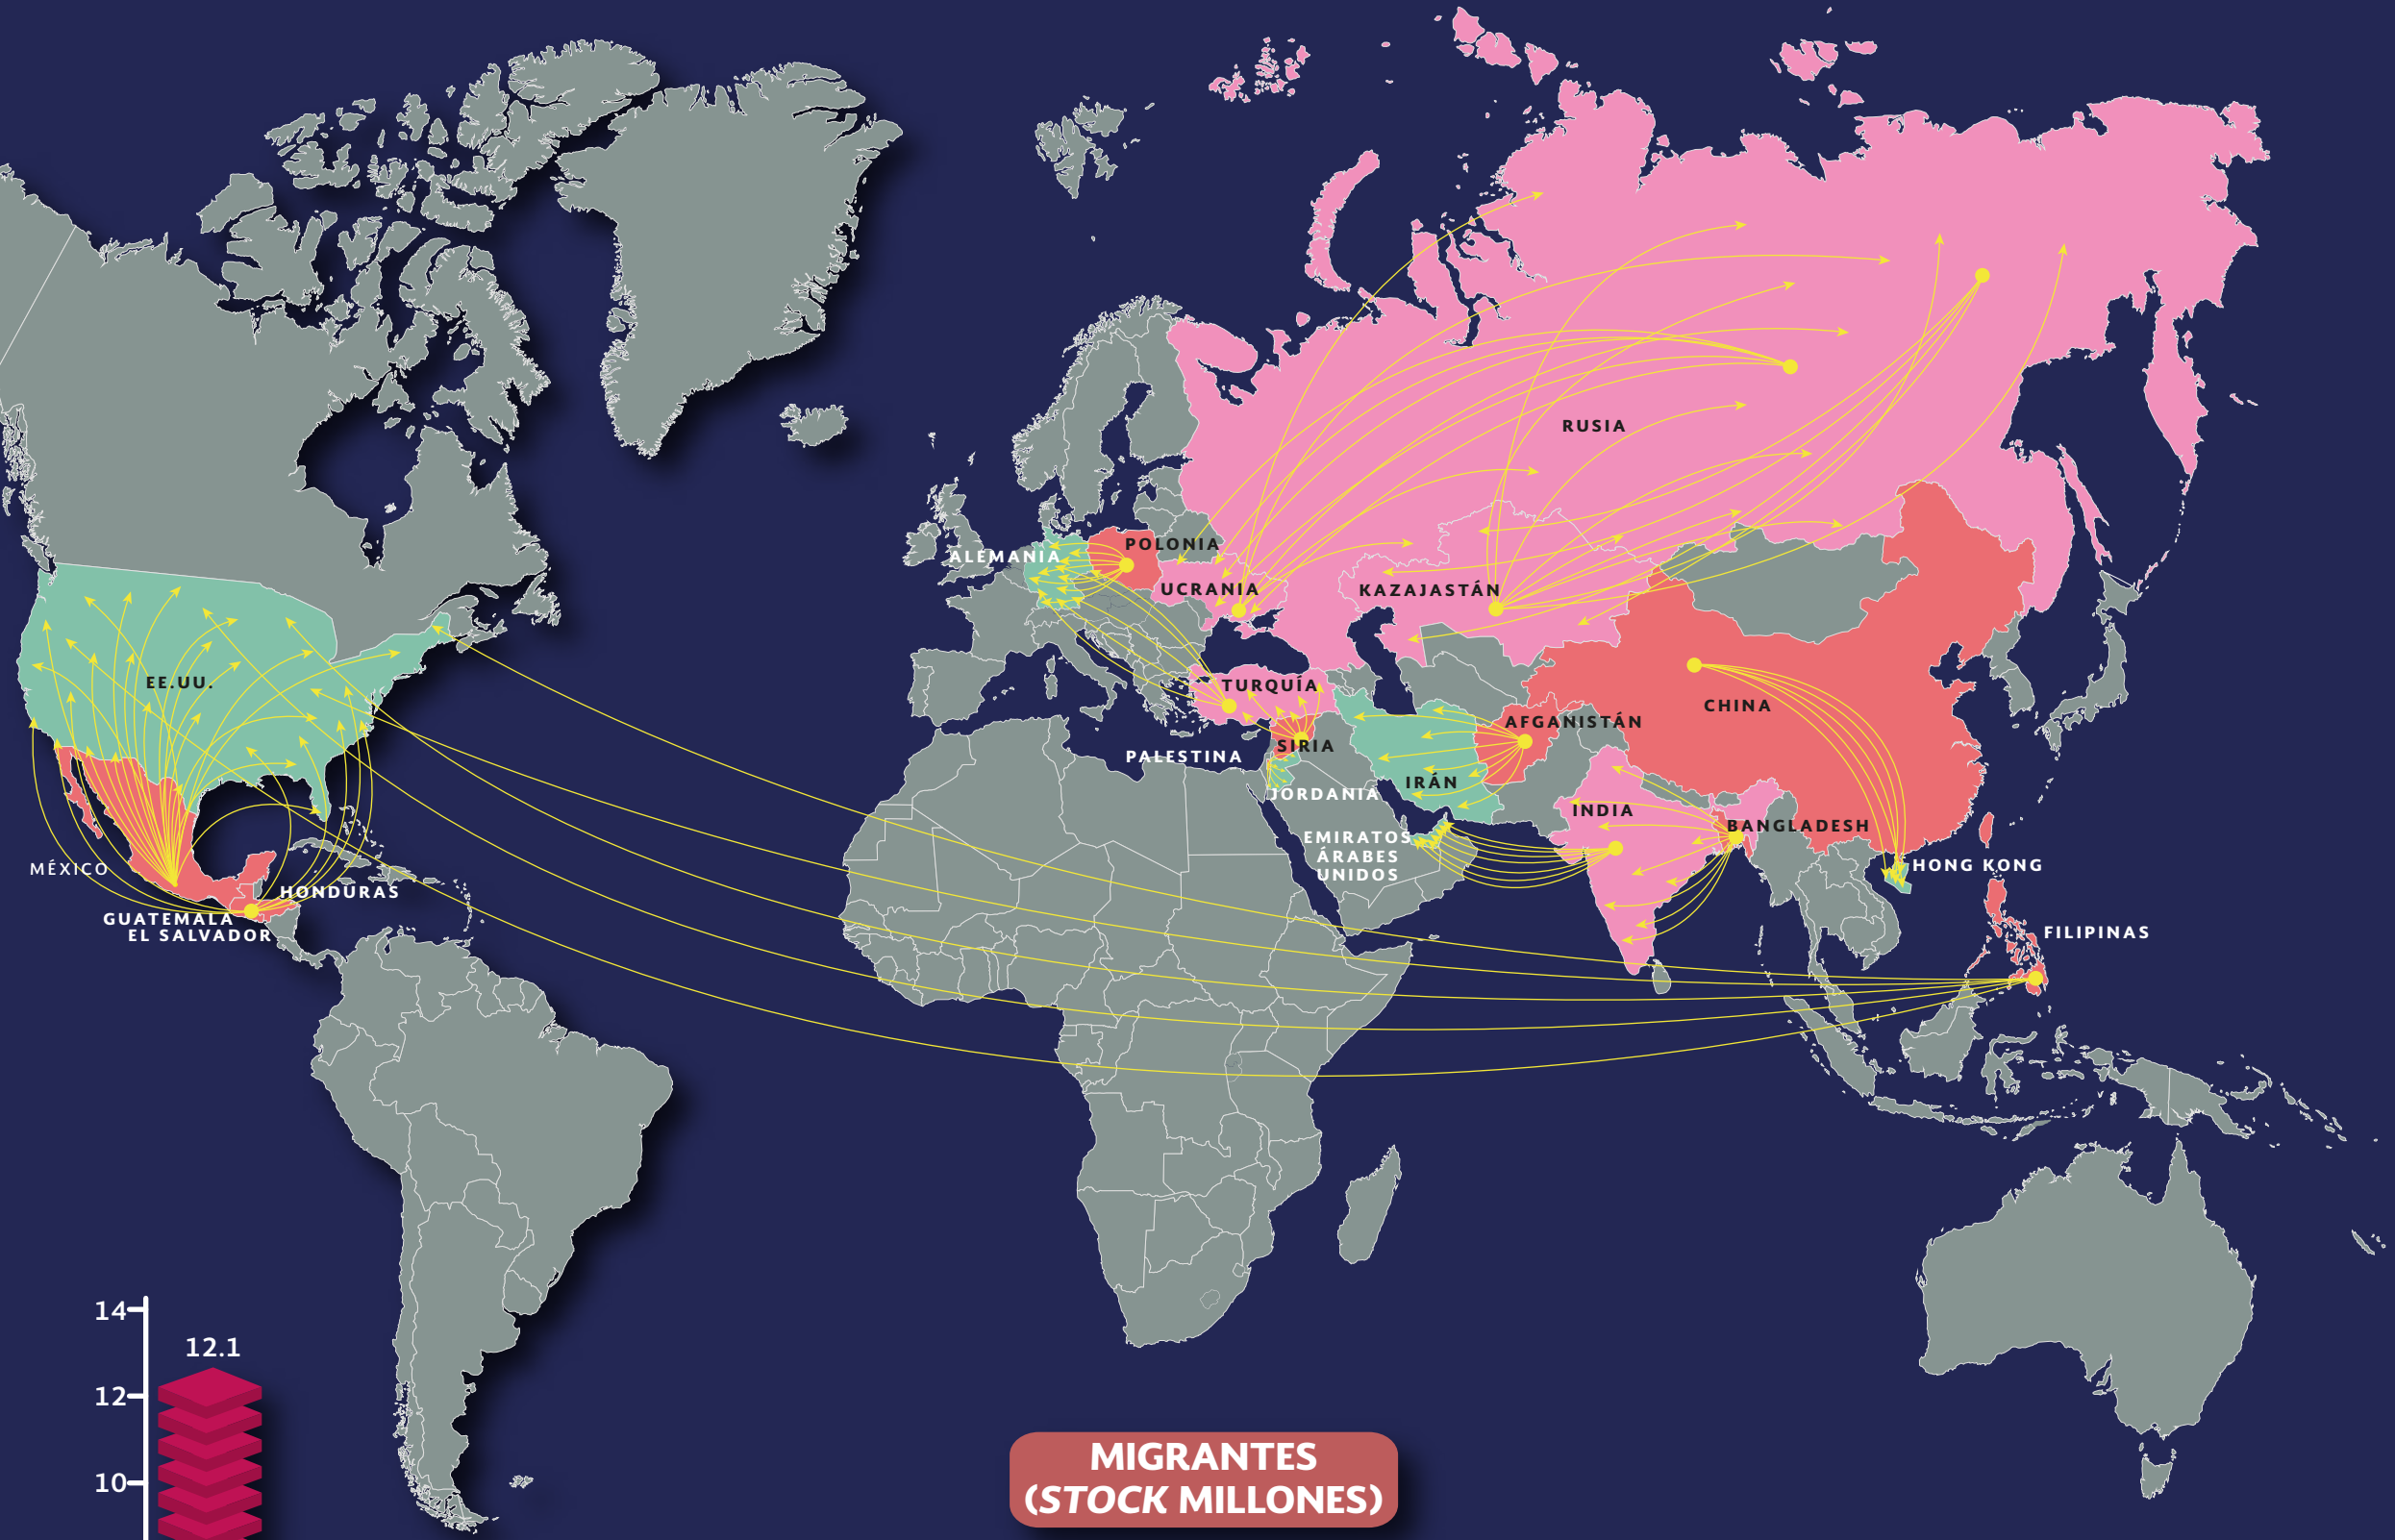 RUSIA
POLONIA
ALEMANIA
UCRANIA
KAZAJASTÁN
EE.UU.
TURQUÍA
CHINA
AFGANISTÁN
SIRIA
PALESTINA
IRÁN
JORDANIA
INDIA
BANGLADESH
EMIRATOS
ÁRABES
UNIDOS
HONG KONG
MÉXICO
HONDURAS
GUATEMALA
EL SALVADOR
FILIPINAS
14
12.1
12
10
MIGRANTES
(STOCK MILLONES)